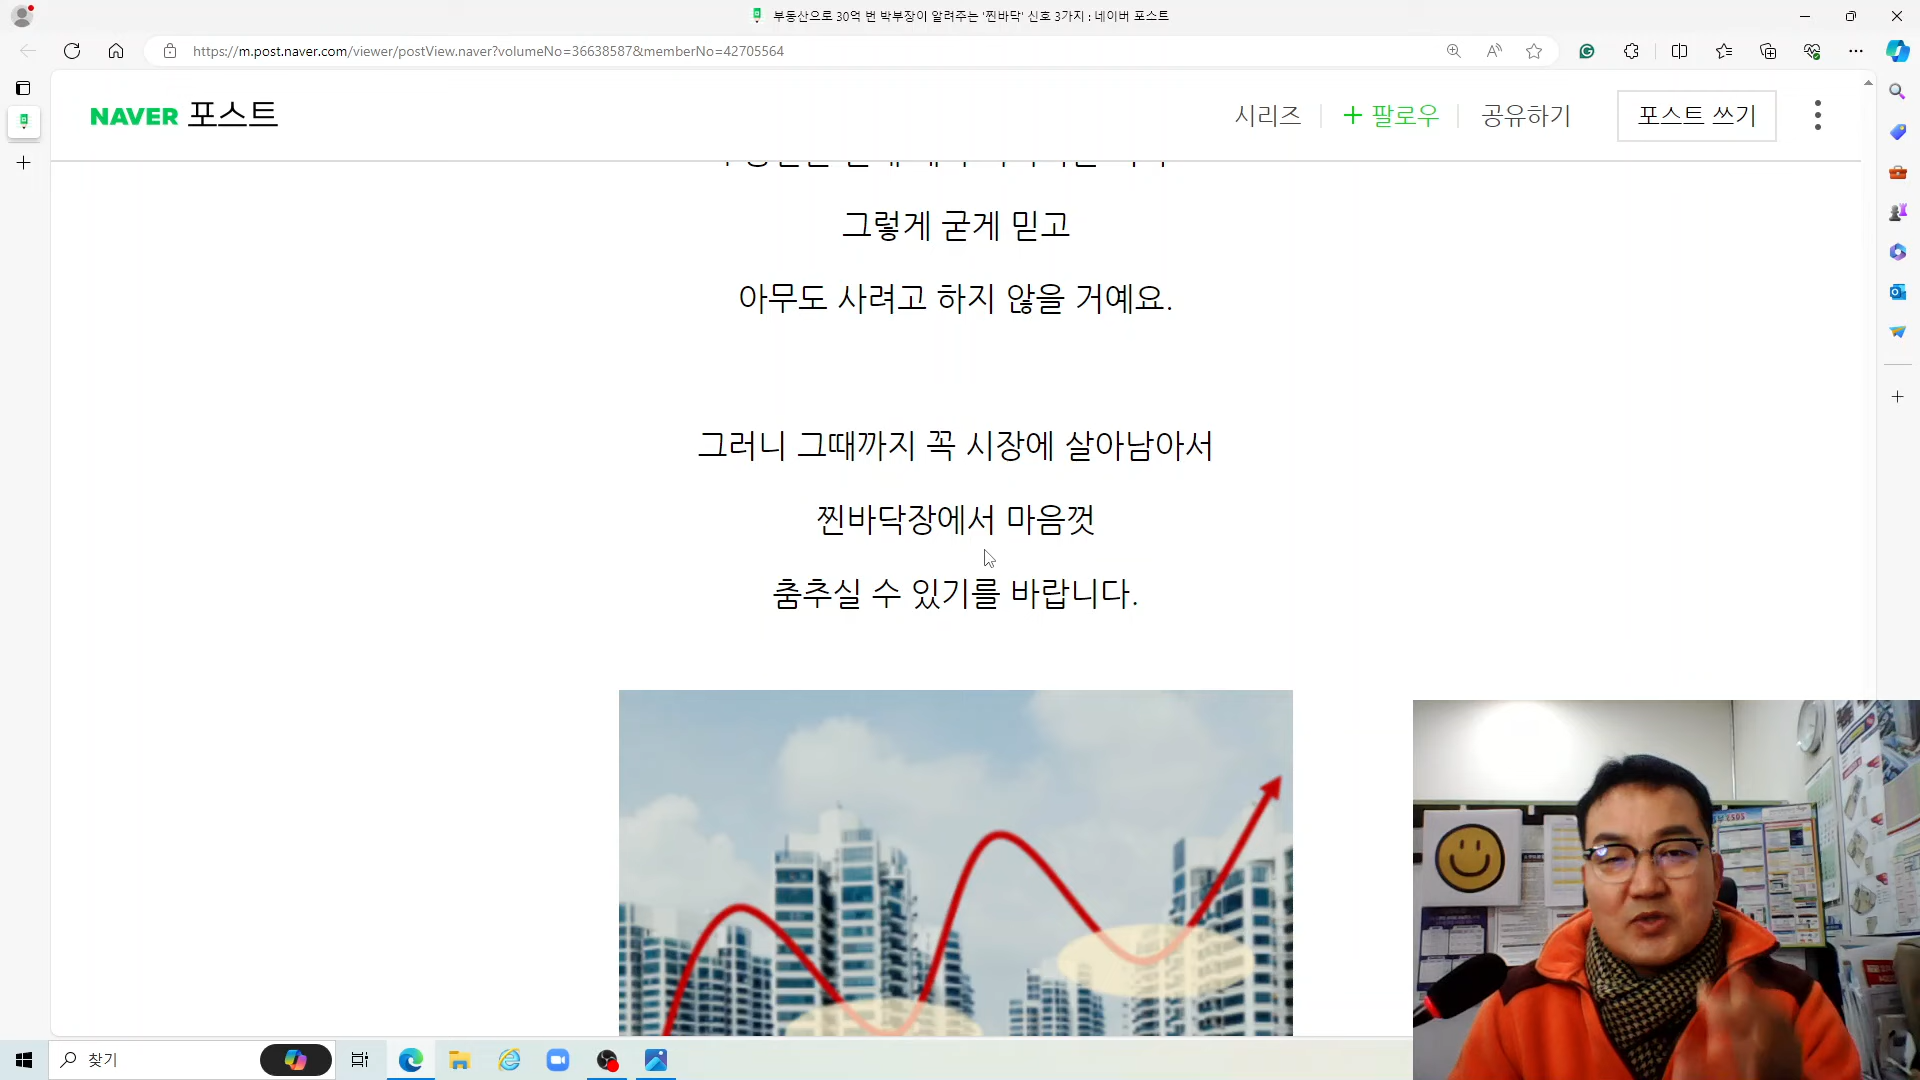 부동산으로 30억 번 박부장이 알려주는 '찐바닥' 신호 3가지 : 네이버 포스트
https://m.post.naver.com/viewer/postView.naver?volumeNo=36638587&memberNo=42705564
NAVER 포스트
시리즈
+ 팔로우
공유하기
포스트 쓰기
그렇게 굳게 믿고
아무도 사려고 하지 않을 거예요.
그러니 그때까지 꼭 시장에 살아남아서
찐바닥장에서 마음껏
춤추실 수 있기를 바랍니다.
찾기